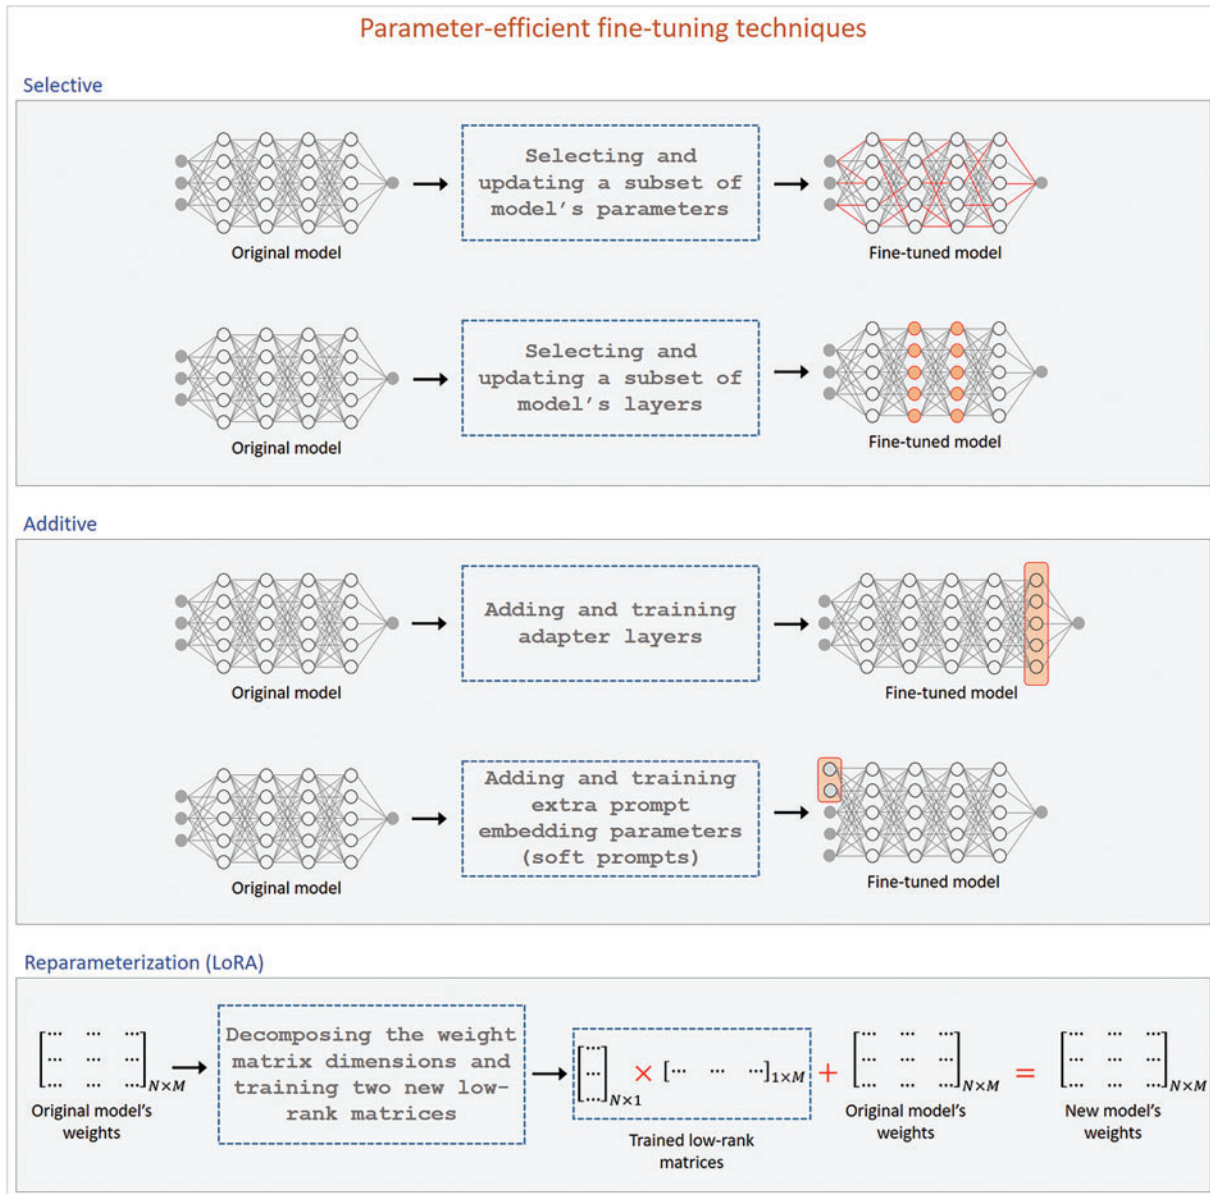 Parameter-efficient fine-tuning techniques
Selective
Selecting and
updating a subset of
model's parameters
Original model
Fine-tuned model
Selecting and
updating a subset of
model's layers
Original model
Fine-tuned model
Additive
Adding and training
adapter layers
Original model
Fine-tuned model
Adding and training
extra prompt
embedding parameters
(soft prompts)
Original model
Fine-tuned model
Reparameterization (LoRA)
[... ... ...
... ... ...
... ... ...]N×M
Original model's
weights
Decomposing the weight
matrix dimensions and
training two new low-
rank matrices
[...
...
...]N×1 × [... ... ...]1×M
Trained low-rank
matrices
+
[... ... ...
... ... ...
... ... ...]N×M
Original model's
weights
=
[... ... ...
... ... ...
... ... ...]N×M
New model's
weights